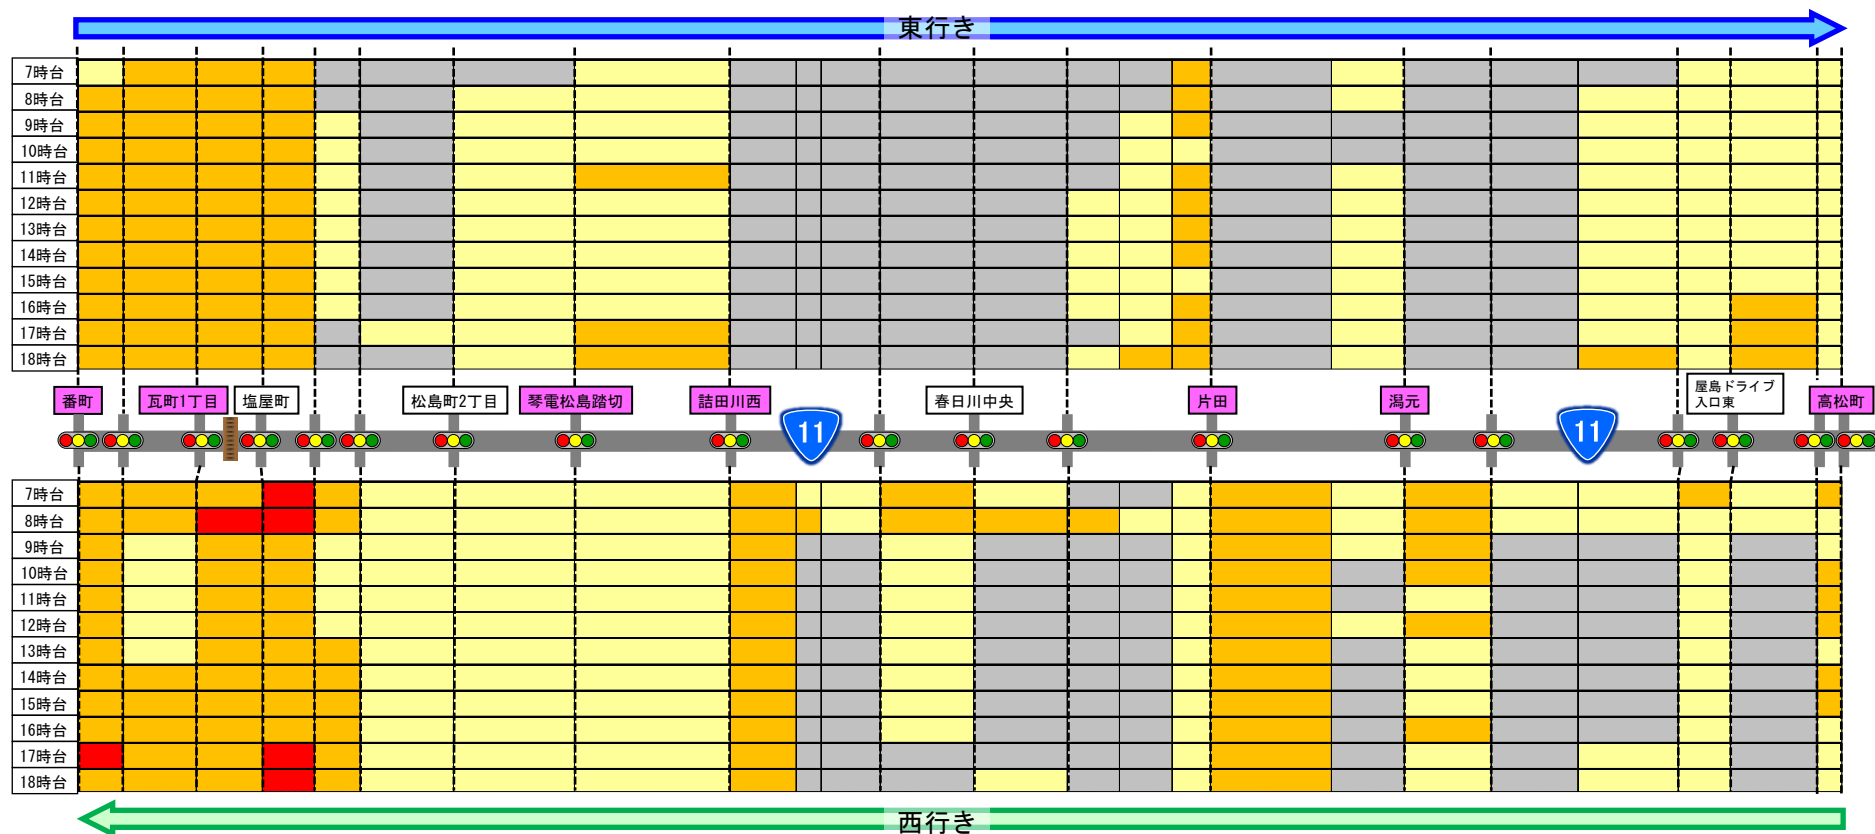 東行き
7時台
8時台
9時台
10時台
11時台
12時台
13時台
14時台
15時台
16時台
17時台
18時台
番町
瓦町1丁目
塩屋町
松島町2丁目
琴電松島踏切
詰田川西
春日川中央
片田
潟元
屋島ドライブ
入口東
高松町
11
11
7時台
8時台
9時台
10時台
11時台
12時台
13時台
14時台
15時台
16時台
17時台
18時台
西行き